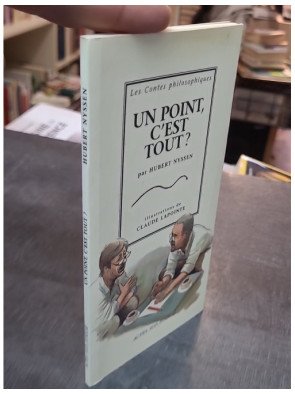 Les Contes philosophiques
UN POINT,
C'EST
TOUT ?
par HUBERT NYSSEN
illustrations de
CLAUDE LAPOINTE
HUBERT NYSSEN
UN POINT C'EST TOUT ?